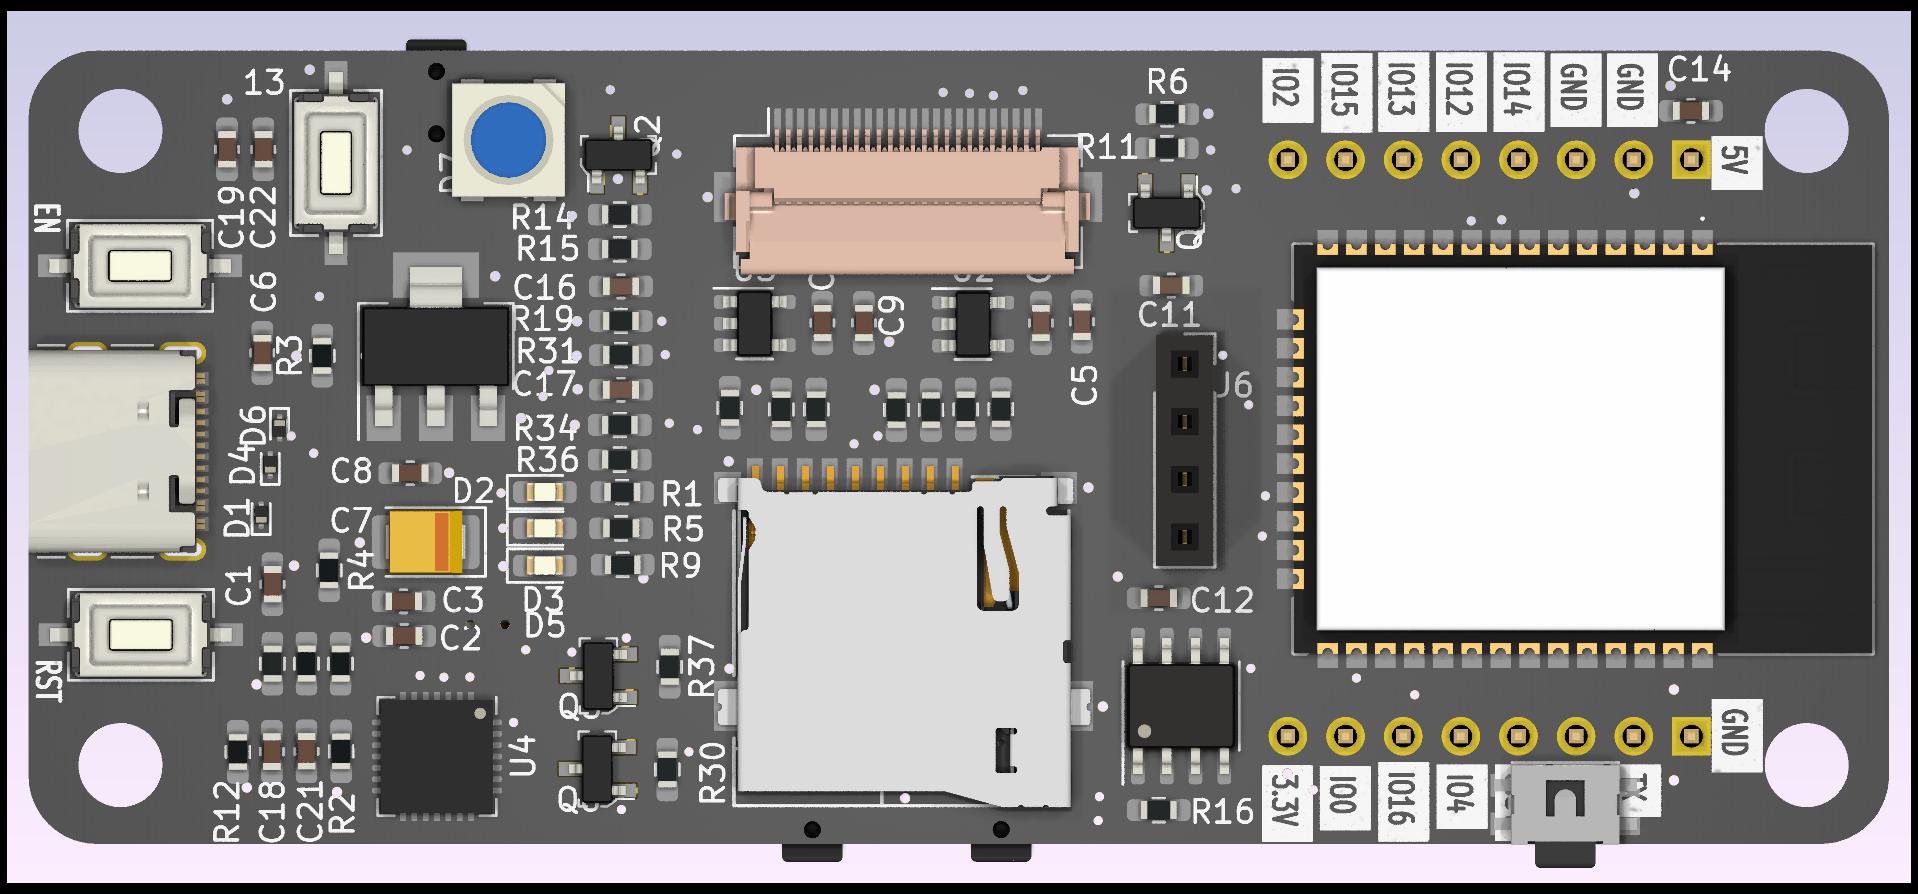 13
R6
IO2
IO15
IO13
IO12
IO14
GND
GND
C14
D7
R11
5V
EN
C19
C22
R14
R15
C16
R19
R31
C17
R34
R36
C6
R3
C9
C11
C5
J6
D6
D4
D1
C8
D2
C7
R1
R5
R9
C1
R4
C3
C2
D3
D5
C12
RST
R37
U4
R30
R12
C18
C21
R2
R16
GND
3.3V
IO0
IO16
IO4